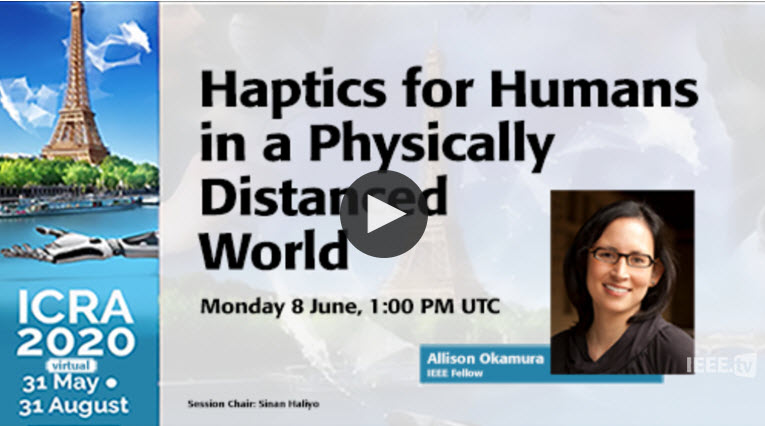 ICRA
2020
virtual
31 May •
31 August
Haptics for Humans
in a Physically
Distanced
World
Monday 8 June, 1:00 PM UTC
Allison Okamura
IEEE Fellow
IEEE.tv
Session Chair: Sinan Haliyo